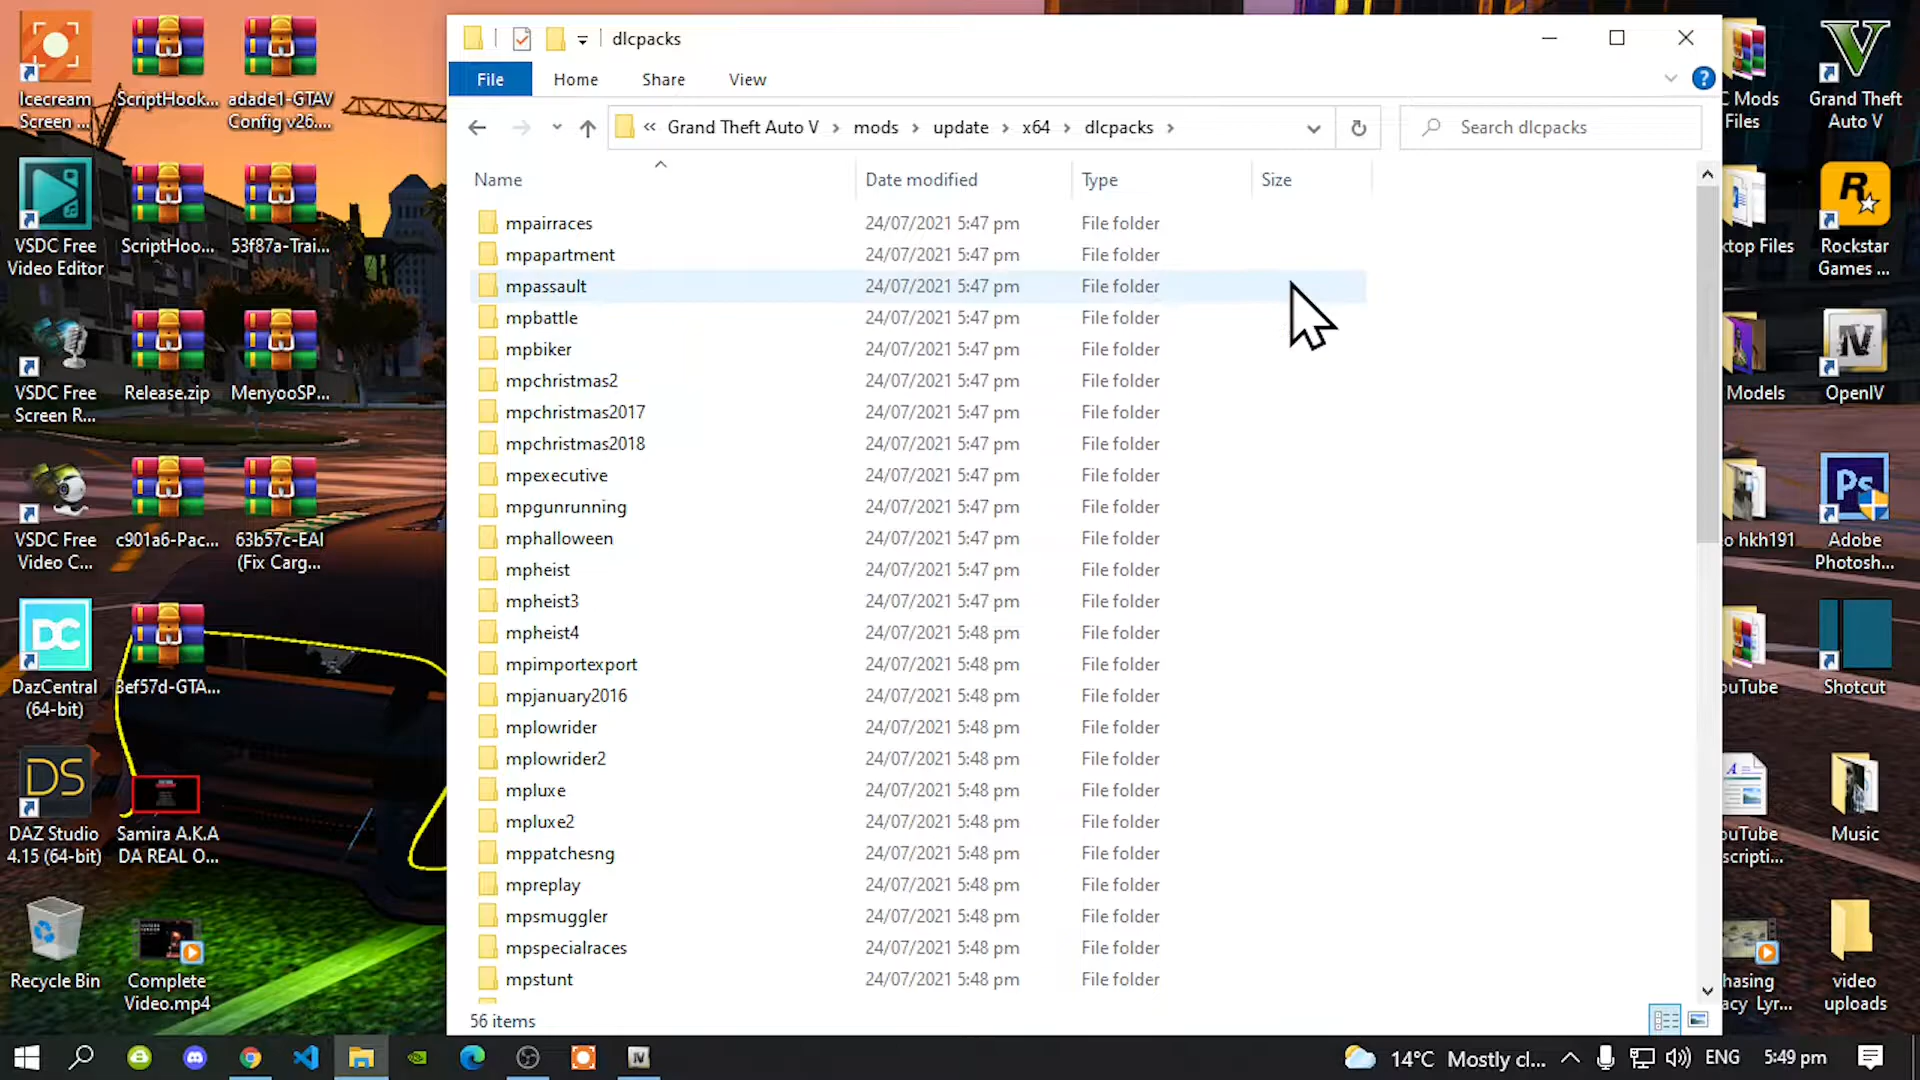 dlcpacks
File
Home
Share
View
« Grand Theft Auto V > mods > update > x64 > dlcpacks >
Search dlcpacks
Name
Date modified
Type
Size
mpairraces 24/07/2021 5:47 pm File folder
mpapartment 24/07/2021 5:47 pm File folder
mpassault 24/07/2021 5:47 pm File folder
mpbattle 24/07/2021 5:47 pm File folder
mpbiker 24/07/2021 5:47 pm File folder
mpchristmas2 24/07/2021 5:47 pm File folder
mpchristmas2017 24/07/2021 5:47 pm File folder
mpchristmas2018 24/07/2021 5:47 pm File folder
mpexecutive 24/07/2021 5:47 pm File folder
mpgunrunning 24/07/2021 5:47 pm File folder
mphalloween 24/07/2021 5:47 pm File folder
mpheist 24/07/2021 5:47 pm File folder
mpheist3 24/07/2021 5:47 pm File folder
mpheist4 24/07/2021 5:48 pm File folder
mpimportexport 24/07/2021 5:48 pm File folder
mpjanuary2016 24/07/2021 5:48 pm File folder
mplowrider 24/07/2021 5:48 pm File folder
mplowrider2 24/07/2021 5:48 pm File folder
mpluxe 24/07/2021 5:48 pm File folder
mpluxe2 24/07/2021 5:48 pm File folder
mppatchesng 24/07/2021 5:48 pm File folder
mpreplay 24/07/2021 5:48 pm File folder
mpsmuggler 24/07/2021 5:48 pm File folder
mpspecialraces 24/07/2021 5:48 pm File folder
mpstunt 24/07/2021 5:48 pm File folder
56 items
Icecream
Screen ...
ScriptHook...
adade1-GTAV
Config v26....
VSDC Free
Video Editor
ScriptHoo...
53f87a-Trai...
VSDC Free
Screen R...
Release.zip
MenyooSP...
VSDC Free
Video C...
c901a6-Pac...
63b57c-EAI
(Fix Carg...
DazCentral
(64-bit)
3ef57d-GTA...
DS
DAZ Studio
4.15 (64-bit)
Samira A.K.A
DA REAL O...
Recycle Bin
Complete
Video.mp4
C Mods
Files
Grand Theft
Auto V
top Files
Rockstar
Games ...
Models
OpenIV
o hkh191
Ps
Adobe
Photosh...
ouTube
Shotcut
ouTube
scripti...
Music
hasing
acy Lyr...
video
uploads
14°C Mostly cl...
ENG
5:49 pm